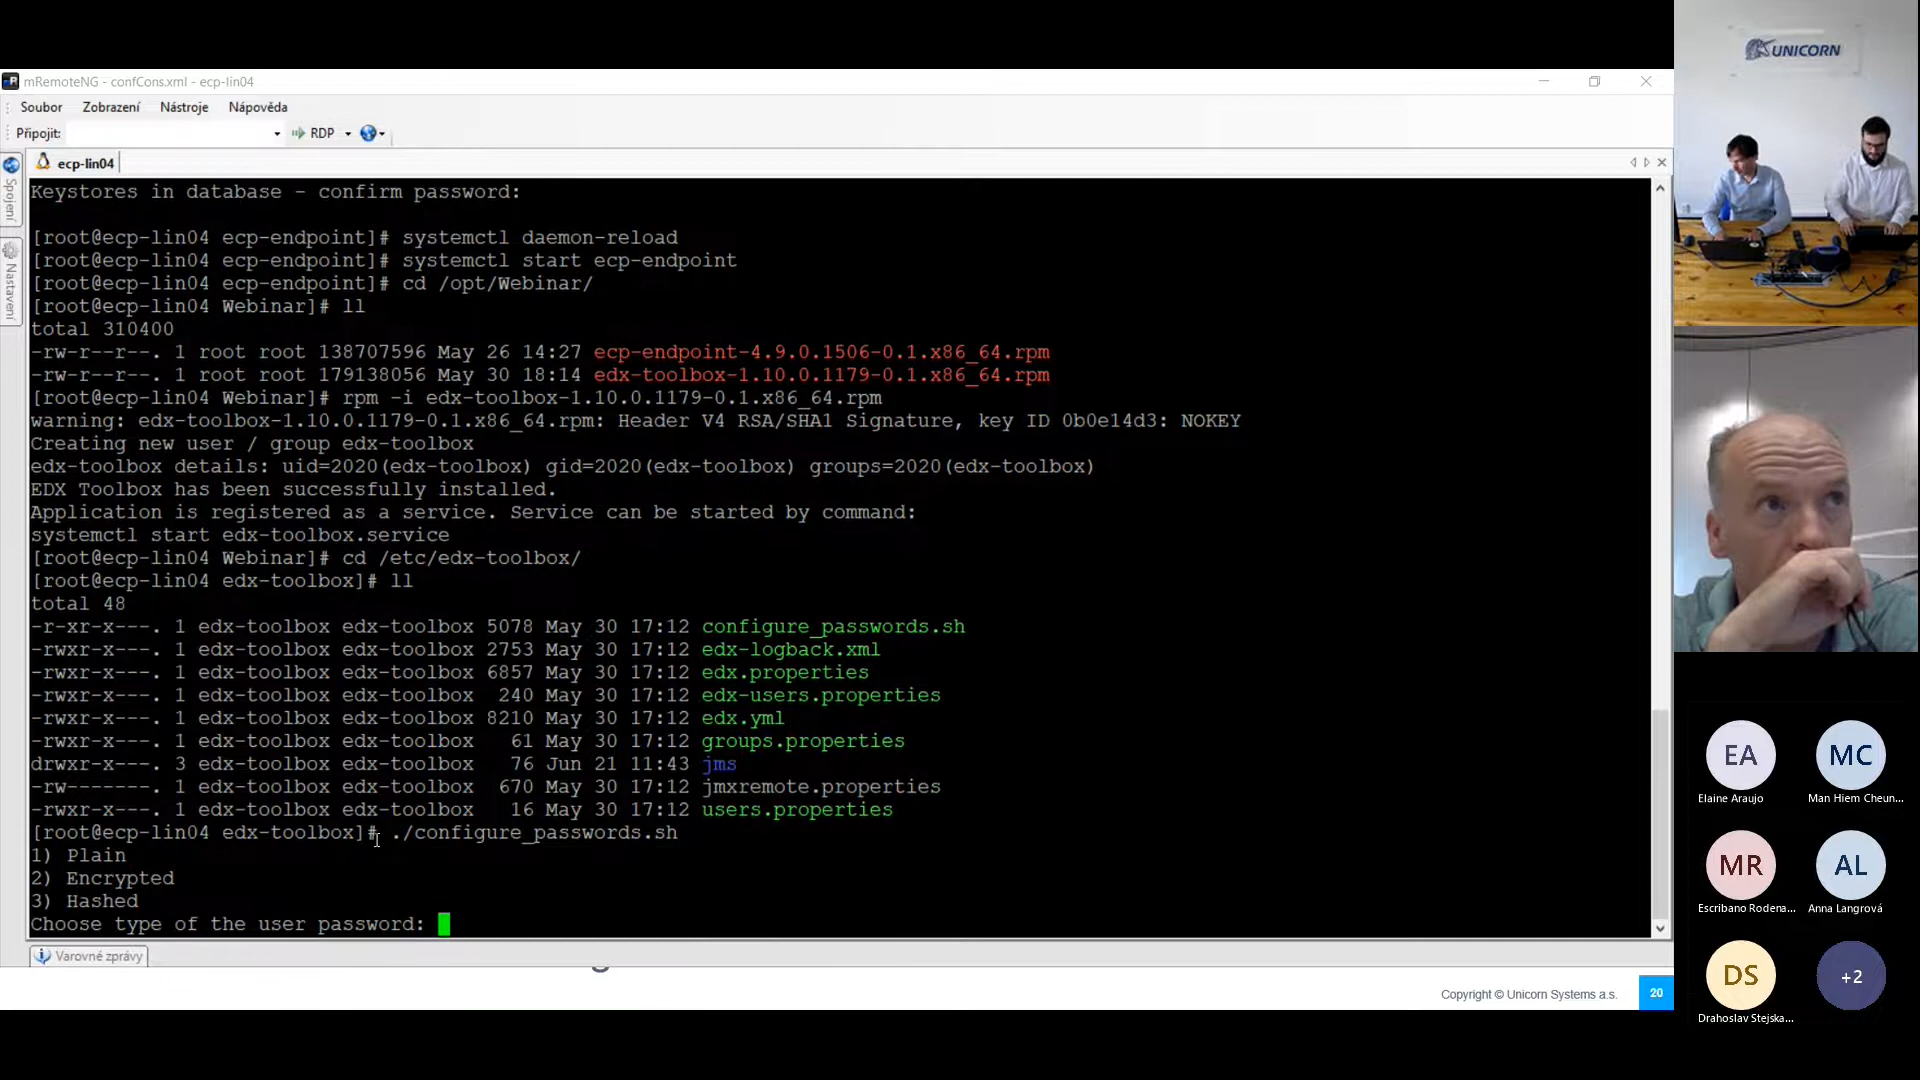 mRemoteNG - confCons.xml - ecp-lin04
Soubor Zobrazení Nástroje Nápověda
Připojit: RDP
ecp-lin04
Spojení
Nastavení
Keystores in database - confirm password:
[root@ecp-lin04 ecp-endpoint]# systemctl daemon-reload
[root@ecp-lin04 ecp-endpoint]# systemctl start ecp-endpoint
[root@ecp-lin04 ecp-endpoint]# cd /opt/Webinar/
[root@ecp-lin04 Webinar]# ll
total 310400
-rw-r--r--. 1 root root 138707596 May 26 14:27 ecp-endpoint-4.9.0.1506-0.1.x86_64.rpm
-rw-r--r--. 1 root root 179138056 May 30 18:14 edx-toolbox-1.10.0.1179-0.1.x86_64.rpm
[root@ecp-lin04 Webinar]# rpm -i edx-toolbox-1.10.0.1179-0.1.x86_64.rpm
warning: edx-toolbox-1.10.0.1179-0.1.x86_64.rpm: Header V4 RSA/SHA1 Signature, key ID 0b0e14d3: NOKEY
Creating new user / group edx-toolbox
edx-toolbox details: uid=2020(edx-toolbox) gid=2020(edx-toolbox) groups=2020(edx-toolbox)
EDX Toolbox has been successfully installed.
Application is registered as a service. Service can be started by command:
systemctl start edx-toolbox.service
[root@ecp-lin04 Webinar]# cd /etc/edx-toolbox/
[root@ecp-lin04 edx-toolbox]# ll
total 48
-r-xr-x---. 1 edx-toolbox edx-toolbox 5078 May 30 17:12 configure_passwords.sh
-rwxr-x---. 1 edx-toolbox edx-toolbox 2753 May 30 17:12 edx-logback.xml
-rwxr-x---. 1 edx-toolbox edx-toolbox 6857 May 30 17:12 edx.properties
-rwxr-x---. 1 edx-toolbox edx-toolbox 240 May 30 17:12 edx-users.properties
-rwxr-x---. 1 edx-toolbox edx-toolbox 8210 May 30 17:12 edx.yml
-rwxr-x---. 1 edx-toolbox edx-toolbox 61 May 30 17:12 groups.properties
drwxr-x---. 3 edx-toolbox edx-toolbox 76 Jun 21 11:43 jms
-rw-------. 1 edx-toolbox edx-toolbox 670 May 30 17:12 jmxremote.properties
-rwxr-x---. 1 edx-toolbox edx-toolbox 16 May 30 17:12 users.properties
[root@ecp-lin04 edx-toolbox]# ./configure_passwords.sh
1) Plain
2) Encrypted
3) Hashed
Choose type of the user password:
Varovné zprávy
Copyright © Unicorn Systems a.s. 20
UNICORN
EA MC
Elaine Araujo Man Hiem Cheun...
MR AL
Escribano Rodena... Anna Langrová
DS +2
Drahoslav Stejska...